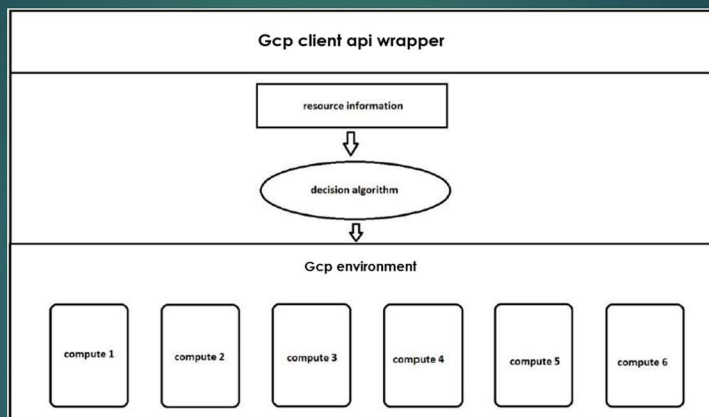 Gcp client api wrapper
resource information
decision algorithm
Gcp environment
compute 1
compute 2
compute 3
compute 4
compute 5
compute 6